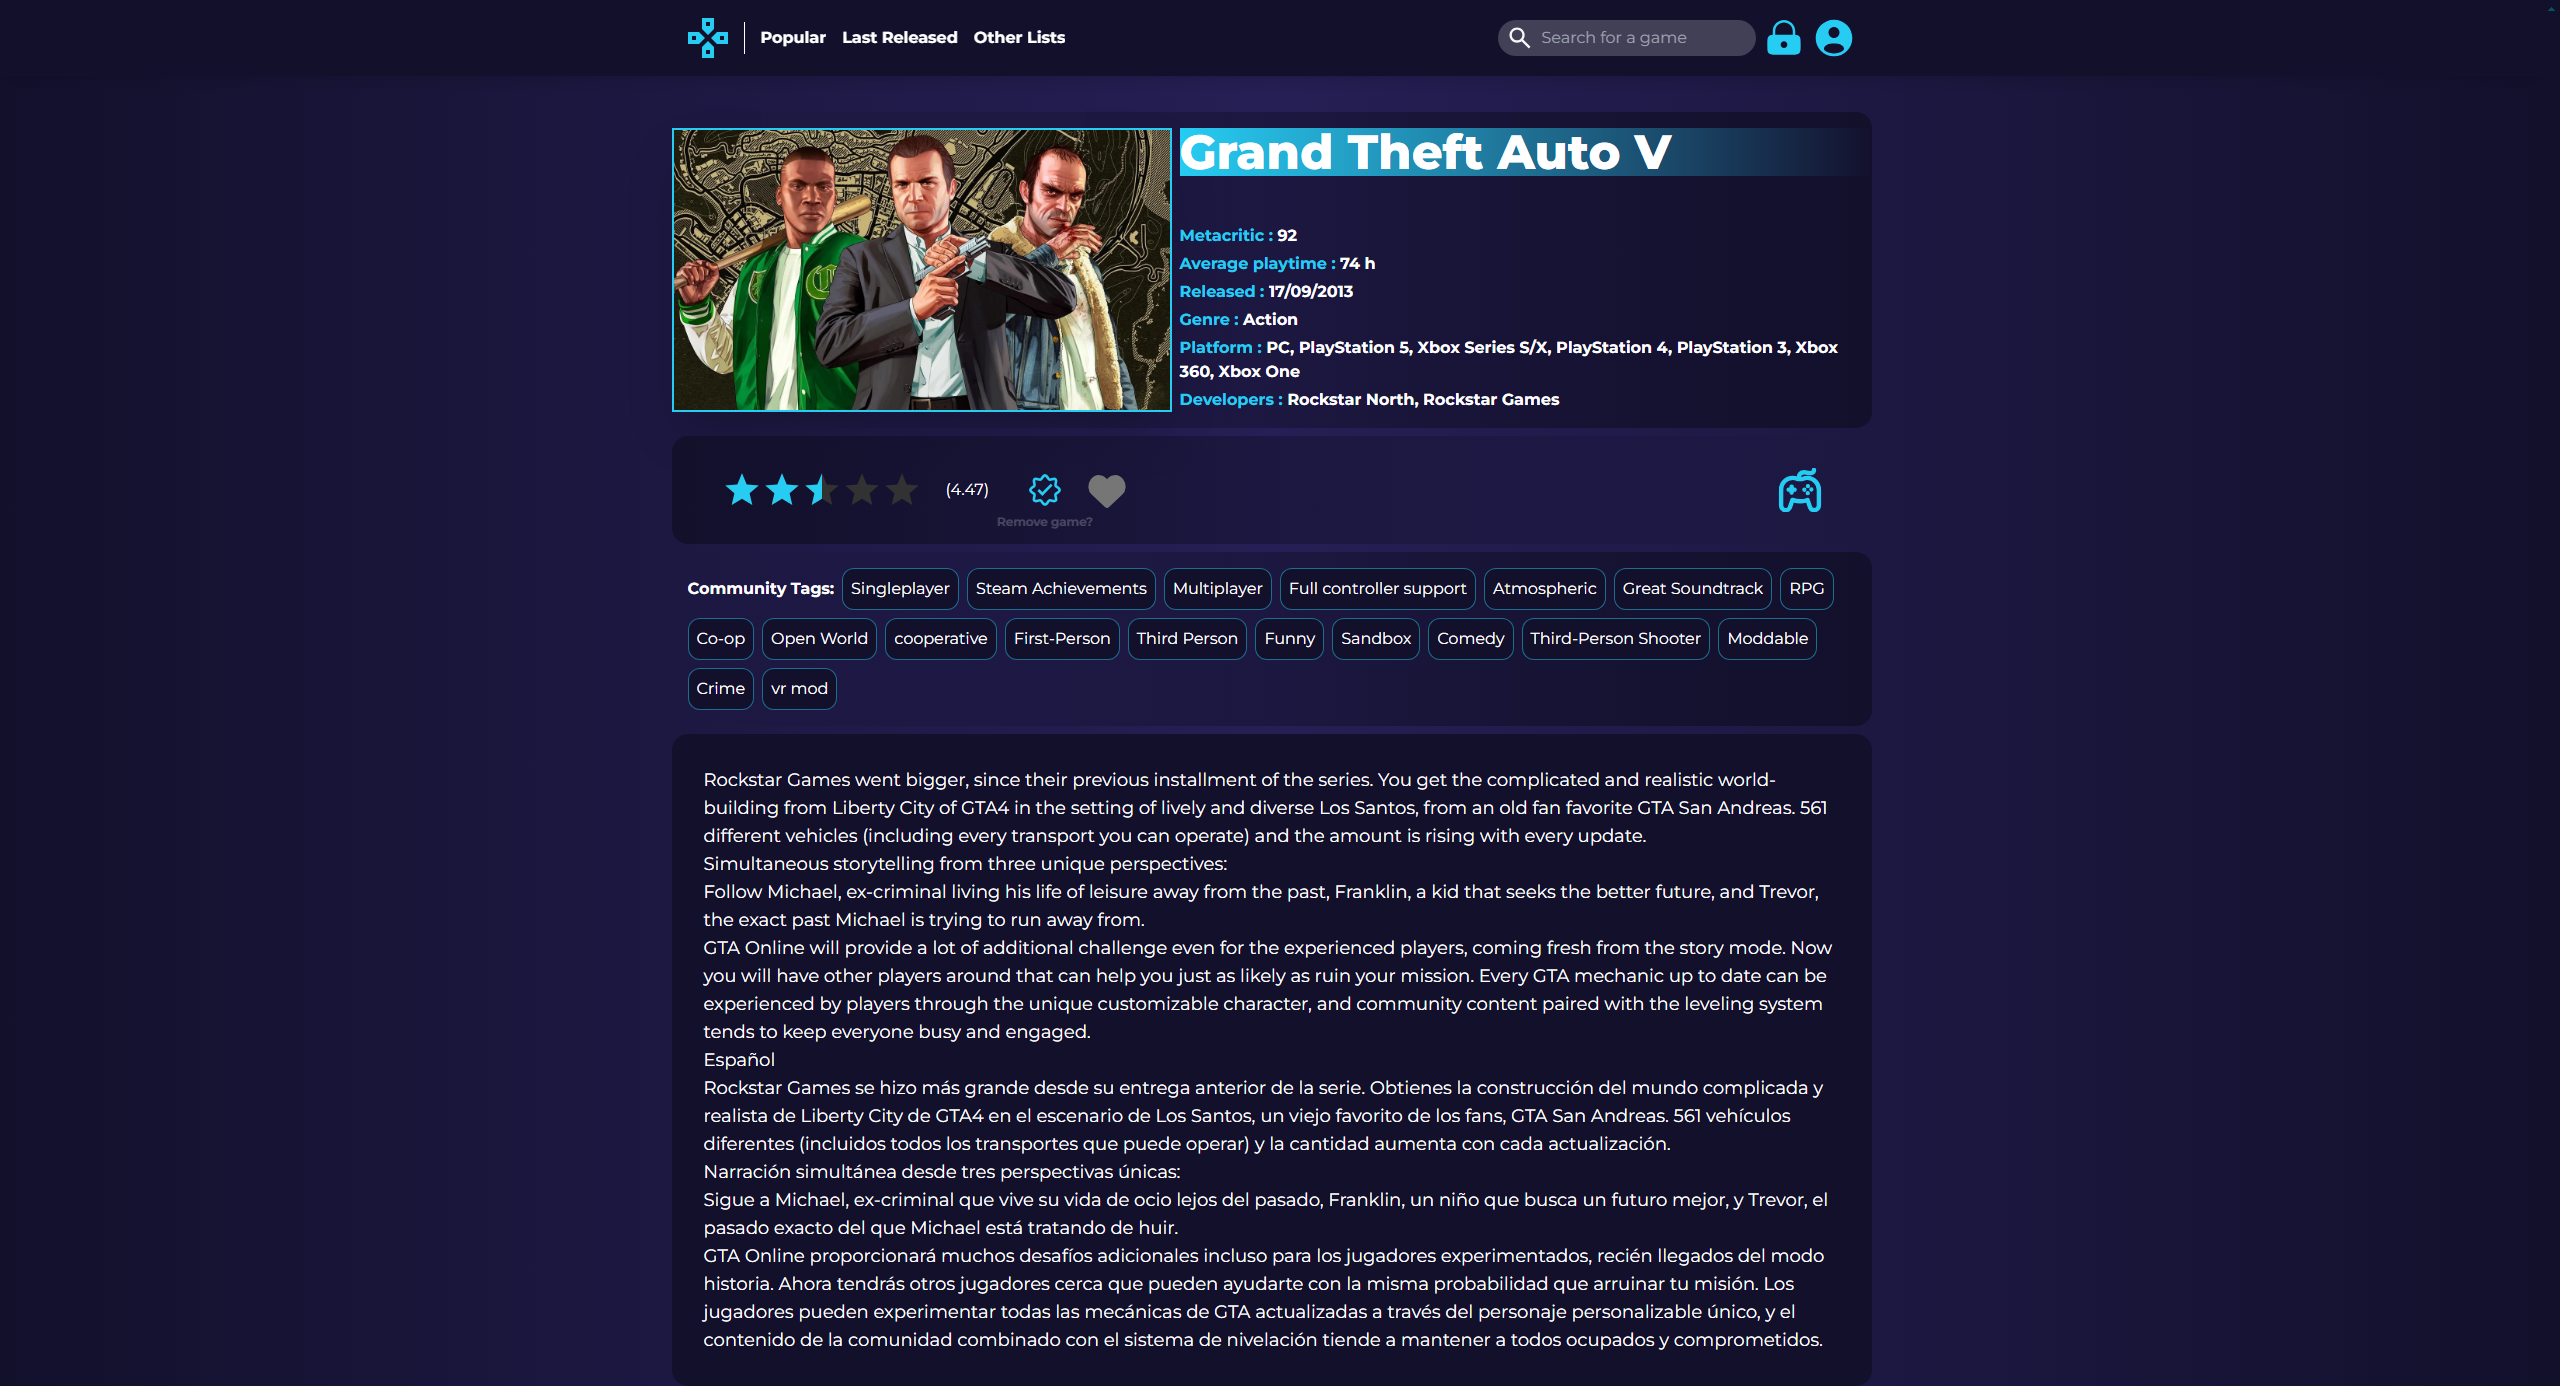 Popular Last Released Other Lists
Search for a game
Grand Theft Auto V
Metacritic : 92
Average playtime : 74 h
Released : 17/09/2013
Genre : Action
Platform : PC, PlayStation 5, Xbox Series S/X, PlayStation 4, PlayStation 3, Xbox
360, Xbox One
Developers : Rockstar North, Rockstar Games
(4.47)
Remove game?
Community Tags: Singleplayer Steam Achievements Multiplayer Full controller support Atmospheric Great Soundtrack RPG
Co-op Open World cooperative First-Person Third Person Funny Sandbox Comedy Third-Person Shooter Moddable
Crime vr mod
Rockstar Games went bigger, since their previous installment of the series. You get the complicated and realistic world-
building from Liberty City of GTA4 in the setting of lively and diverse Los Santos, from an old fan favorite GTA San Andreas. 561
different vehicles (including every transport you can operate) and the amount is rising with every update.
Simultaneous storytelling from three unique perspectives:
Follow Michael, ex-criminal living his life of leisure away from the past, Franklin, a kid that seeks the better future, and Trevor,
the exact past Michael is trying to run away from.
GTA Online will provide a lot of additional challenge even for the experienced players, coming fresh from the story mode. Now
you will have other players around that can help you just as likely as ruin your mission. Every GTA mechanic up to date can be
experienced by players through the unique customizable character, and community content paired with the leveling system
tends to keep everyone busy and engaged.
Español
Rockstar Games se hizo más grande desde su entrega anterior de la serie. Obtienes la construcción del mundo complicada y
realista de Liberty City de GTA4 en el escenario de Los Santos, un viejo favorito de los fans, GTA San Andreas. 561 vehículos
diferentes (incluidos todos los transportes que puede operar) y la cantidad aumenta con cada actualización.
Narración simultánea desde tres perspectivas únicas:
Sigue a Michael, ex-criminal que vive su vida de ocio lejos del pasado, Franklin, un niño que busca un futuro mejor, y Trevor, el
pasado exacto del que Michael está tratando de huir.
GTA Online proporcionará muchos desafíos adicionales incluso para los jugadores experimentados, recién llegados del modo
historia. Ahora tendrás otros jugadores cerca que pueden ayudarte con la misma probabilidad que arruinar tu misión. Los
jugadores pueden experimentar todas las mecánicas de GTA actualizadas a través del personaje personalizable único, y el
contenido de la comunidad combinado con el sistema de nivelación tiende a mantener a todos ocupados y comprometidos.